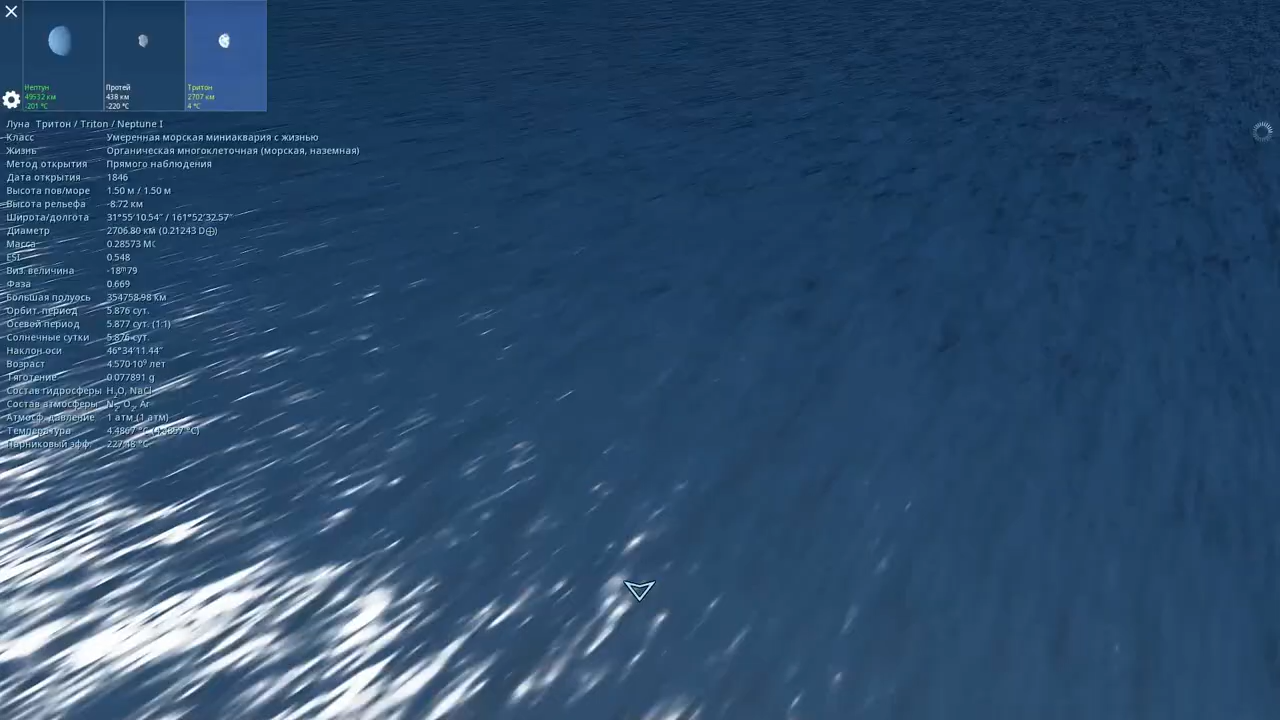 Нептун
49532 км
-201 °C
Протей
438 км
-220 °C
Тритон
2707 км
4 °C
Луна Тритон / Triton / Neptune I
Класс Умеренная морская миниаквария с жизнью
Жизнь Органическая многоклеточная (морская, наземная)
Метод открытия Прямого наблюдения
Дата открытия 1846
Высота пов/море 1.50 м / 1.50 м
Высота рельефа -8.72 км
Широта/долгота 31°55'10.54" / 161°52'32.57"
Диаметр 2706.80 км (0.21243 D⊕)
Масса 0.28573 M☾
ESI 0.548
Виз. величина -18ᵐ79
Фаза 0.669
Большая полуось 354758.98 км
Орбит. период 5.876 сут.
Осевой период 5.877 сут. (1:1)
Солнечные сутки 5.876 сут.
Наклон оси 46°34'11.44"
Возраст 4.570·10⁹ лет
Тяготение 0.077891 g
Состав гидросферы H₂O, NaCl
Состав атмосферы N₂, O₂, Ar
Атмосф. давление 1 атм (1 атм)
Температура 4.4867 °C (4.4867 °C)
Парниковый эфф. 227.48 °C